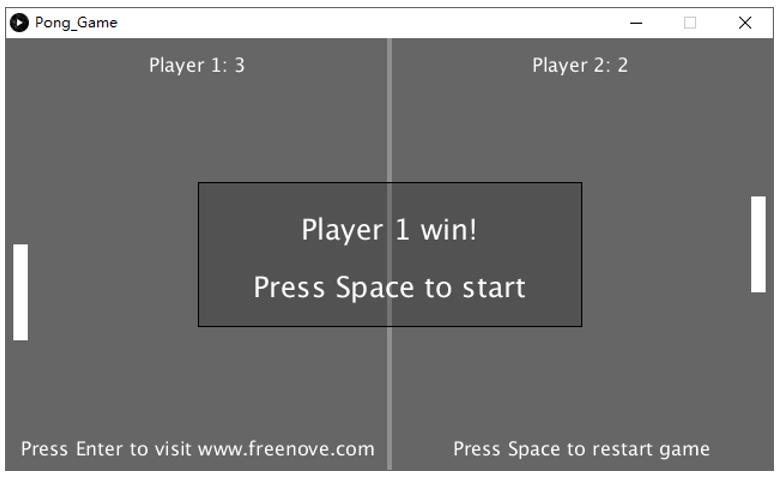 Pong_Game
Player 1: 3
Player 2: 2
Player 1 win!
Press Space to start
Press Enter to visit www.freenove.com
Press Space to restart game